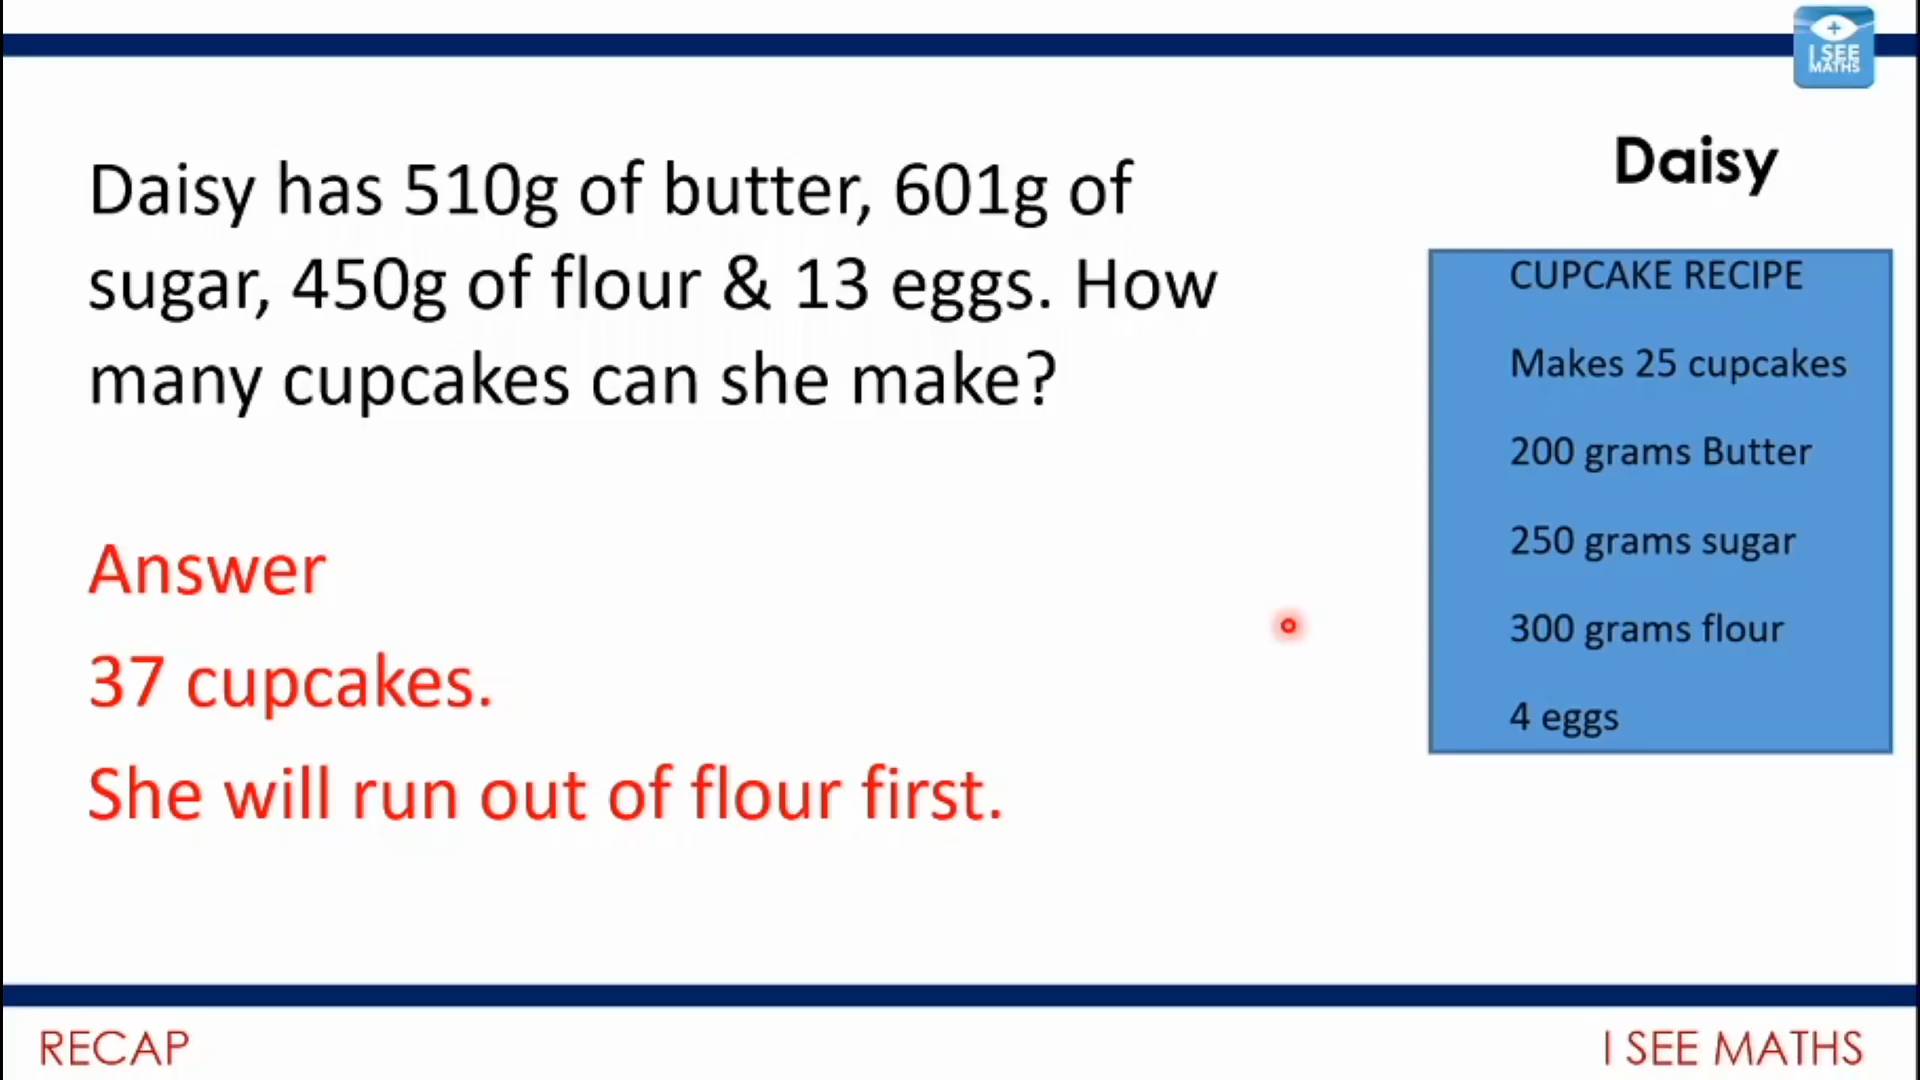 I SEE
MATHS
Daisy has 510g of butter, 601g of
sugar, 450g of flour & 13 eggs. How
many cupcakes can she make?
Answer
37 cupcakes.
She will run out of flour first.
Daisy
CUPCAKE RECIPE
Makes 25 cupcakes
200 grams Butter
250 grams sugar
300 grams flour
4 eggs
RECAP
I SEE MATHS